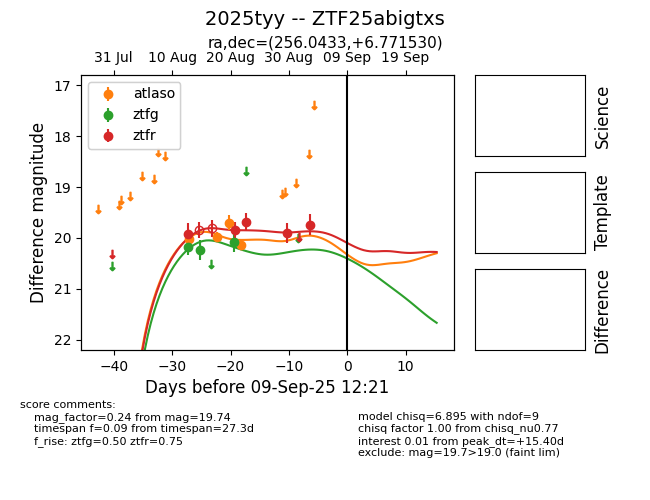 2025tyy -- ZTF25abigtxs
ra,dec=(256.0433,+6.771530)
31 Jul 10 Aug 20 Aug 30 Aug 09 Sep 19 Sep
atlaso
ztfg
ztfr
17
18
19
20
21
22
Difference magnitude
−40 −30 −20 −10 0 10
Days before 09-Sep-25 12:21
Science
Template
Difference
score comments:
mag_factor=0.24 from mag=19.74
timespan f=0.09 from timespan=27.3d
f_rise: ztfg=0.50 ztfr=0.75
model chisq=6.895 with ndof=9
chisq factor 1.00 from chisq_nu0.77
interest 0.01 from peak_dt=+15.40d
exclude: mag=19.7>19.0 (faint lim)